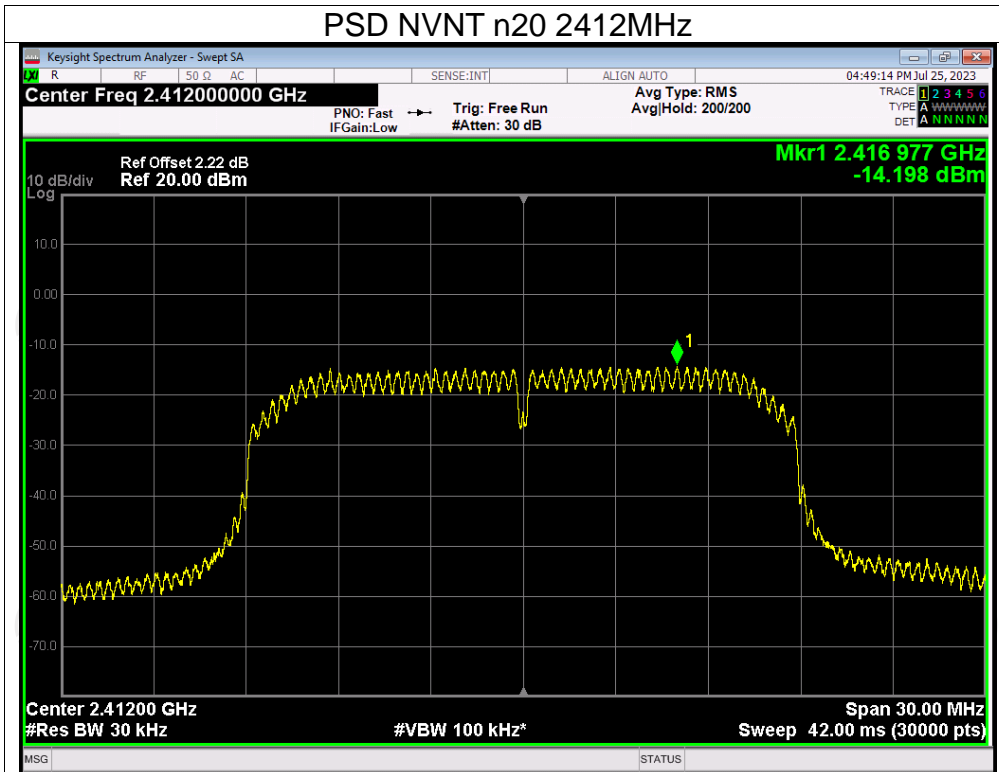 PSD NVNT n20 2412MHz
Keysight Spectrum Analyzer - Swept SA
LXI R RF 50 Ω AC SENSE:INT ALIGN AUTO 04:49:14 PM Jul 25, 2023
Center Freq 2.412000000 GHz
PNO: Fast
IFGain:Low
Trig: Free Run
#Atten: 30 dB
Avg Type: RMS
Avg|Hold: 200/200
TRACE 1 2 3 4 5 6
TYPE A WWWWW
DET A N N N N N
Ref Offset 2.22 dB
10 dB/div Ref 20.00 dBm
Log
Mkr1 2.416 977 GHz
-14.198 dBm
10.0
0.00
-10.0
1
-20.0
-30.0
-40.0
-50.0
-60.0
-70.0
Center 2.41200 GHz Span 30.00 MHz
#Res BW 30 kHz #VBW 100 kHz* Sweep 42.00 ms (30000 pts)
MSG STATUS